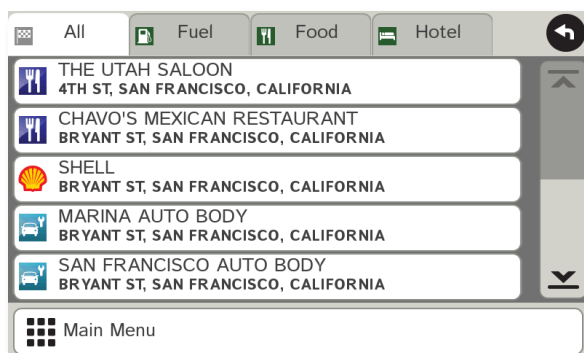 All Fuel Food Hotel
THE UTAH SALOON
4TH ST, SAN FRANCISCO, CALIFORNIA
CHAVO'S MEXICAN RESTAURANT
BRYANT ST, SAN FRANCISCO, CALIFORNIA
SHELL
BRYANT ST, SAN FRANCISCO, CALIFORNIA
MARINA AUTO BODY
BRYANT ST, SAN FRANCISCO, CALIFORNIA
SAN FRANCISCO AUTO BODY
BRYANT ST, SAN FRANCISCO, CALIFORNIA
Main Menu